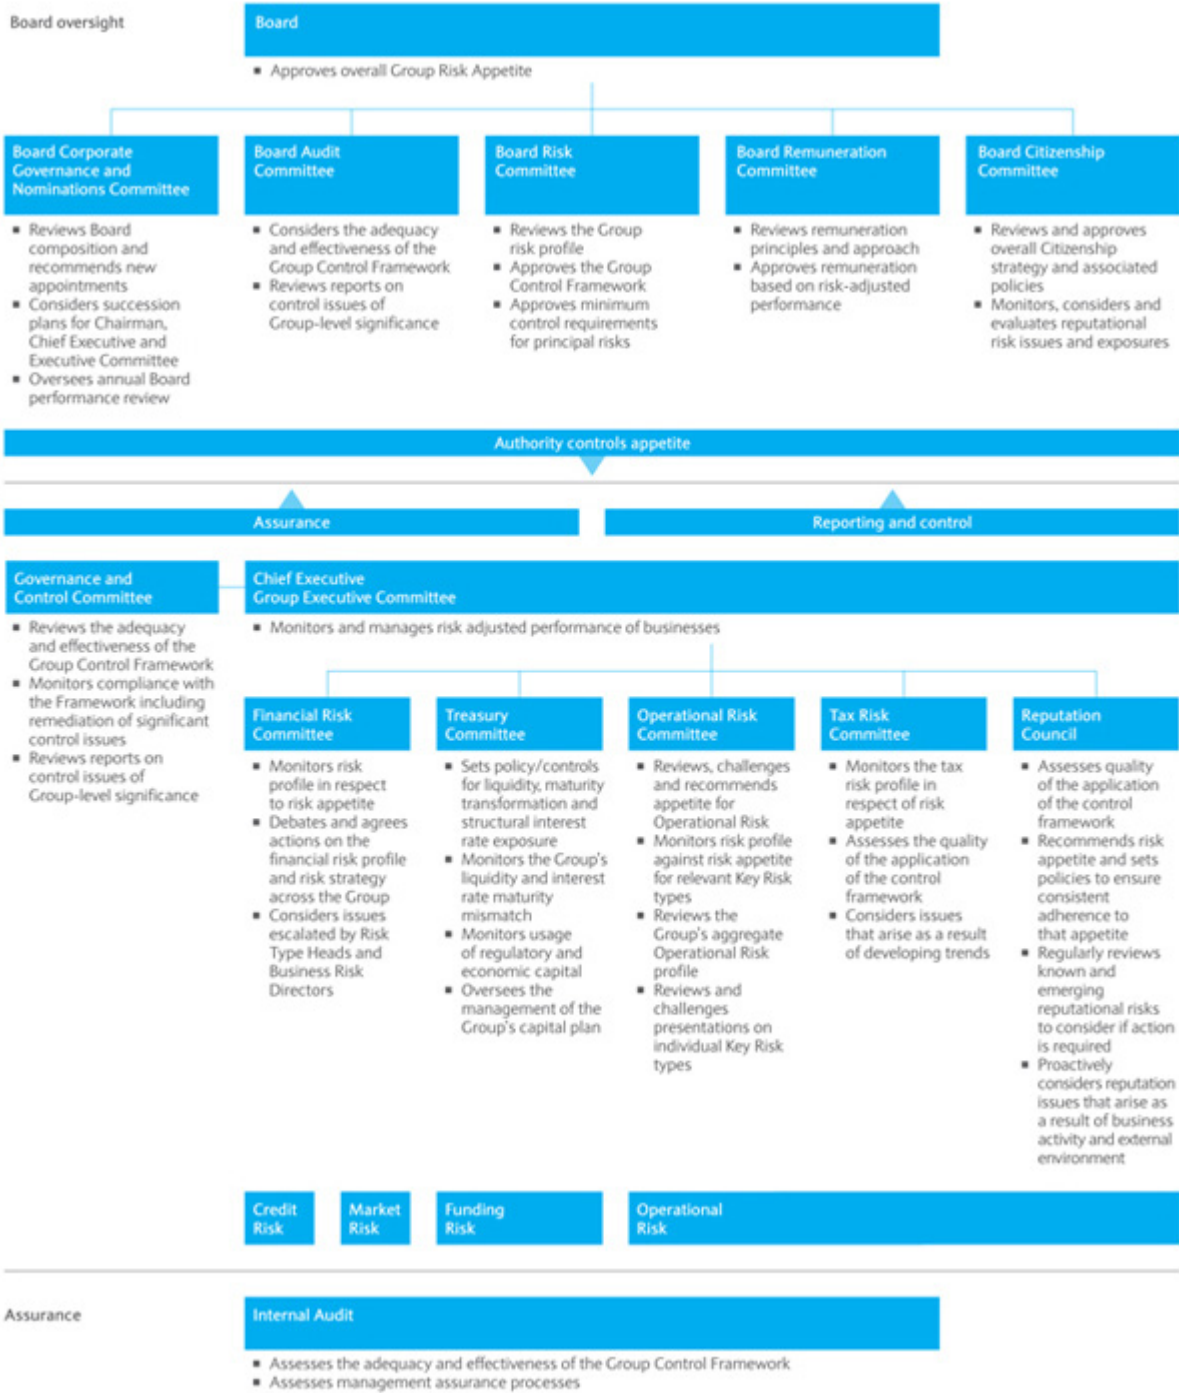 Board oversight
Board
▪ Approves overall Group Risk Appetite
Board Corporate
Governance and
Nominations Committee
▪ Reviews Board
composition and
recommends new
appointments
▪ Considers succession
plans for Chairman,
Chief Executive and
Executive Committee
▪ Oversees annual Board
performance review
Board Audit
Committee
▪ Considers the adequacy
and effectiveness of the
Group Control Framework
▪ Reviews reports on
control issues of
Group-level significance
Board Risk
Committee
▪ Reviews the Group
risk profile
▪ Approves the Group
Control Framework
▪ Approves minimum
control requirements
for principal risks
Board Remuneration
Committee
▪ Reviews remuneration
principles and approach
▪ Approves remuneration
based on risk-adjusted
performance
Board Citizenship
Committee
▪ Reviews and approves
overall Citizenship
strategy and associated
policies
▪ Monitors, considers and
evaluates reputational
risk issues and exposures
Authority controls appetite
Assurance
Reporting and control
Governance and
Control Committee
▪ Reviews the adequacy
and effectiveness of the
Group Control Framework
▪ Monitors compliance with
the Framework including
remediation of significant
control issues
▪ Reviews reports on
control issues of
Group-level significance
Chief Executive
Group Executive Committee
▪ Monitors and manages risk adjusted performance of businesses
Financial Risk
Committee
▪ Monitors risk
profile in respect
to risk appetite
▪ Debates and agrees
actions on the
financial risk profile
and risk strategy
across the Group
▪ Considers issues
escalated by Risk
Type Heads and
Business Risk
Directors
Treasury
Committee
▪ Sets policy/controls
for liquidity, maturity
transformation and
structural interest
rate exposure
▪ Monitors the Group's
liquidity and interest
rate maturity
mismatch
▪ Monitors usage
of regulatory and
economic capital
▪ Oversees the
management of the
Group's capital plan
Operational Risk
Committee
▪ Reviews, challenges
and recommends
appetite for
Operational Risk
▪ Monitors risk profile
against risk appetite
for relevant Key Risk
types
▪ Reviews the
Group's aggregate
Operational Risk
profile
▪ Reviews and
challenges
presentations on
individual Key Risk
types
Tax Risk
Committee
▪ Monitors the tax
risk profile in
respect of risk
appetite
▪ Assesses the quality
of the application
of the control
framework
▪ Considers issues
that arise as a result
of developing trends
Reputation
Council
▪ Assesses quality
of the application
of the control
framework
▪ Recommends risk
appetite and sets
policies to ensure
consistent
adherence to
that appetite
▪ Regularly reviews
known and
emerging
reputational risks
to consider if action
is required
▪ Proactively
considers reputation
issues that arise as
a result of business
activity and external
environment
Credit
Risk
Market
Risk
Funding
Risk
Operational
Risk
Assurance
Internal Audit
▪ Assesses the adequacy and effectiveness of the Group Control Framework
▪ Assesses management assurance processes